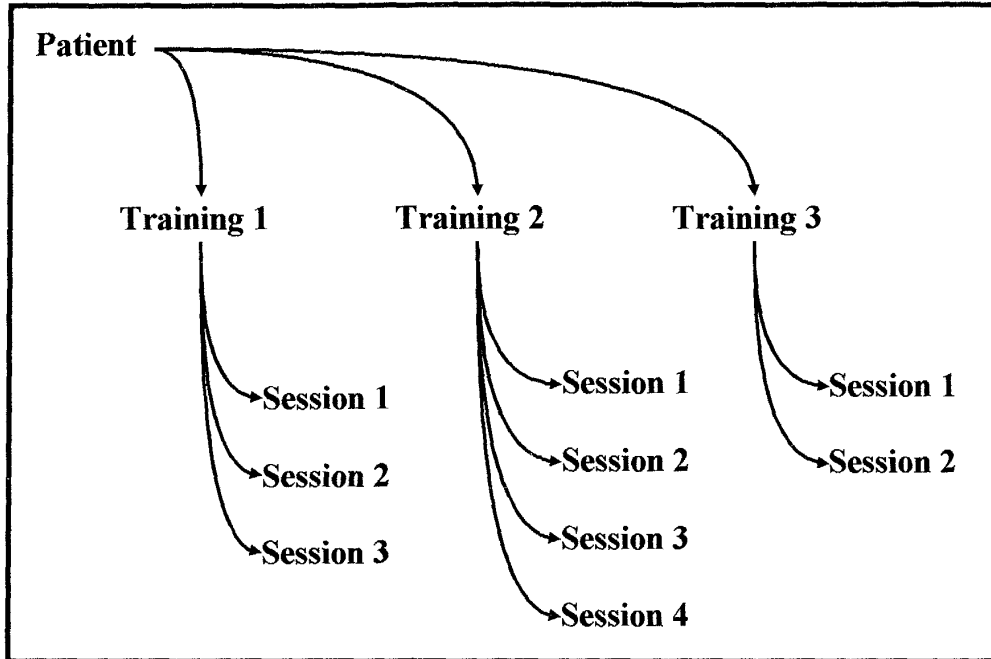 Patient
Training 1
Training 2
Training 3
Session 1
Session 2
Session 3
Session 1
Session 2
Session 3
Session 4
Session 1
Session 2